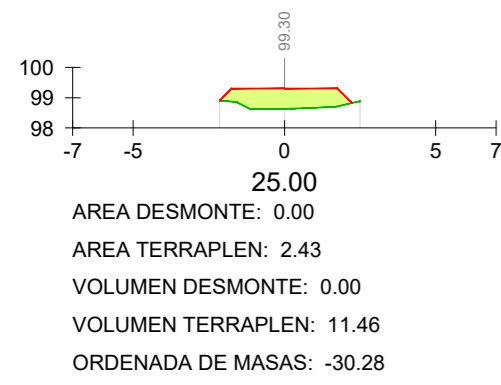 99.30
100
99
98
-7 -5 0 5 7
25.00
AREA DESMONTE: 0.00
AREA TERRAPLEN: 2.43
VOLUMEN DESMONTE: 0.00
VOLUMEN TERRAPLEN: 11.46
ORDENADA DE MASAS: -30.28